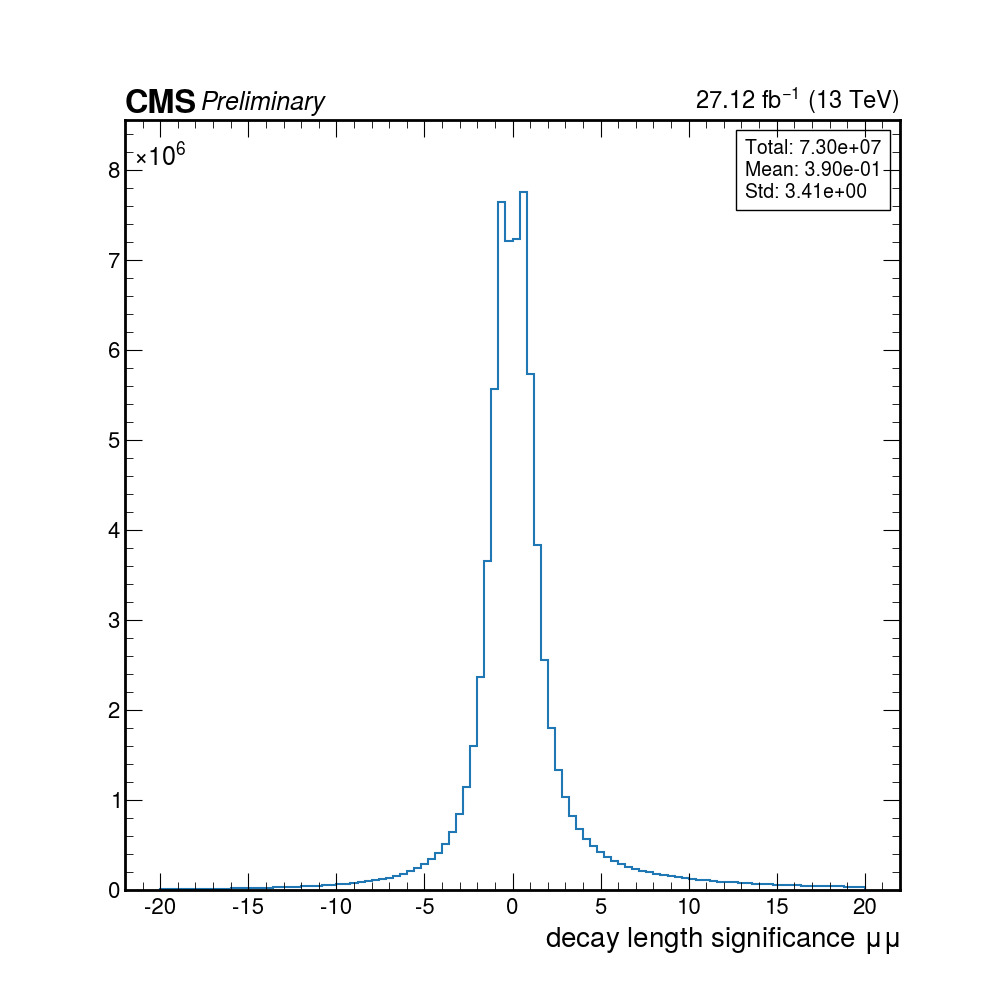 CMS Preliminary
27.12 fb⁻¹ (13 TeV)
×10⁶
Total: 7.30e+07
Mean: 3.90e-01
Std: 3.41e+00
8
7
6
5
4
3
2
1
0
-20 -15 -10 -5 0 5 10 15 20
decay length significance μμ